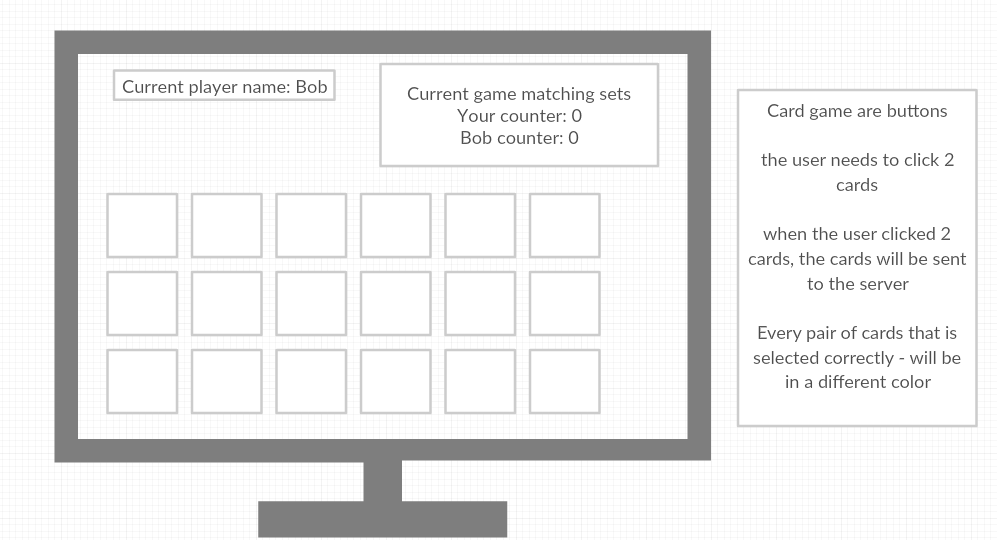 Current player name: Bob
Current game matching sets
Your counter: 0
Bob counter: 0
Card game are buttons
the user needs to click 2
cards
when the user clicked 2
cards, the cards will be sent
to the server
Every pair of cards that is
selected correctly - will be
in a different color